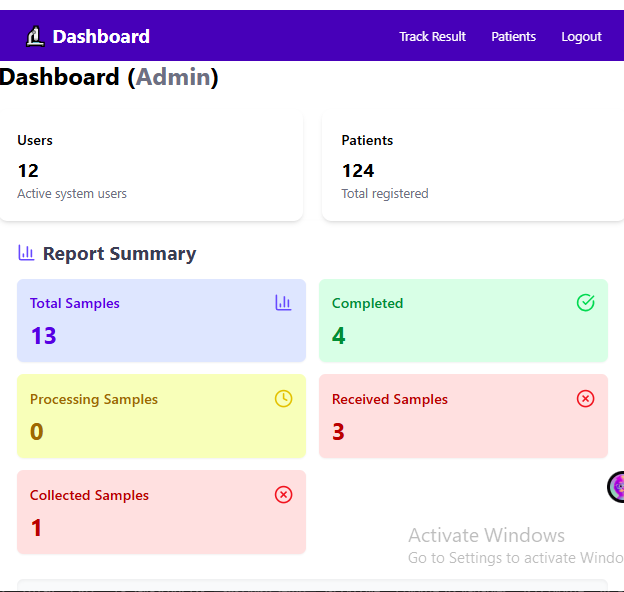 Dashboard
Track Result
Patients
Logout
Dashboard (Admin)
Users
12
Active system users
Patients
124
Total registered
Report Summary
Total Samples
13
Completed
4
Processing Samples
0
Received Samples
3
Collected Samples
1
Activate Windows
Go to Settings to activate Windo